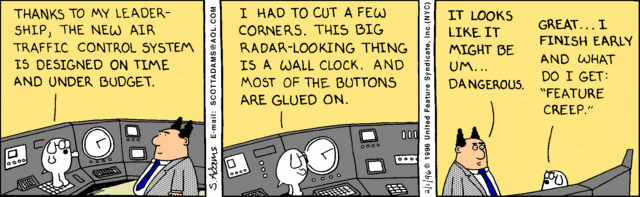 THANKS TO MY LEADER-
SHIP, THE NEW AIR
TRAFFIC CONTROL SYSTEM
IS DESIGNED ON TIME
AND UNDER BUDGET.
S. Adams
E-mail: SCOTTADAMS@AOL.COM
I HAD TO CUT A FEW
CORNERS. THIS BIG
RADAR-LOOKING THING
IS A WALL CLOCK. AND
MOST OF THE BUTTONS
ARE GLUED ON.
2/1/96 © 1996 United Feature Syndicate, Inc.(NYC)
IT LOOKS
LIKE IT
MIGHT BE
UM...
DANGEROUS.
GREAT... I
FINISH EARLY
AND WHAT
DO I GET:
"FEATURE
CREEP."